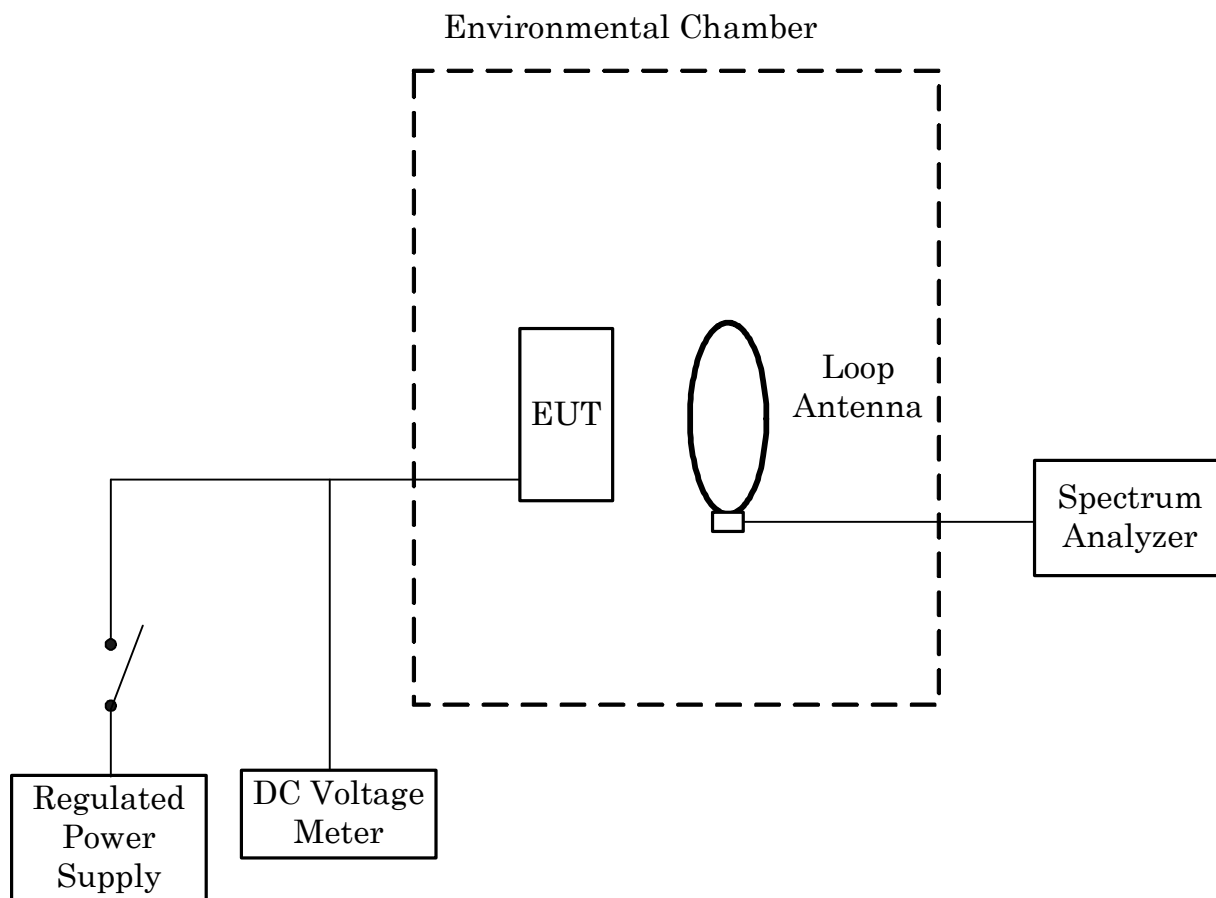 Environmental Chamber
EUT
Loop
Antenna
Spectrum
Analyzer
Regulated
Power
Supply
DC Voltage
Meter